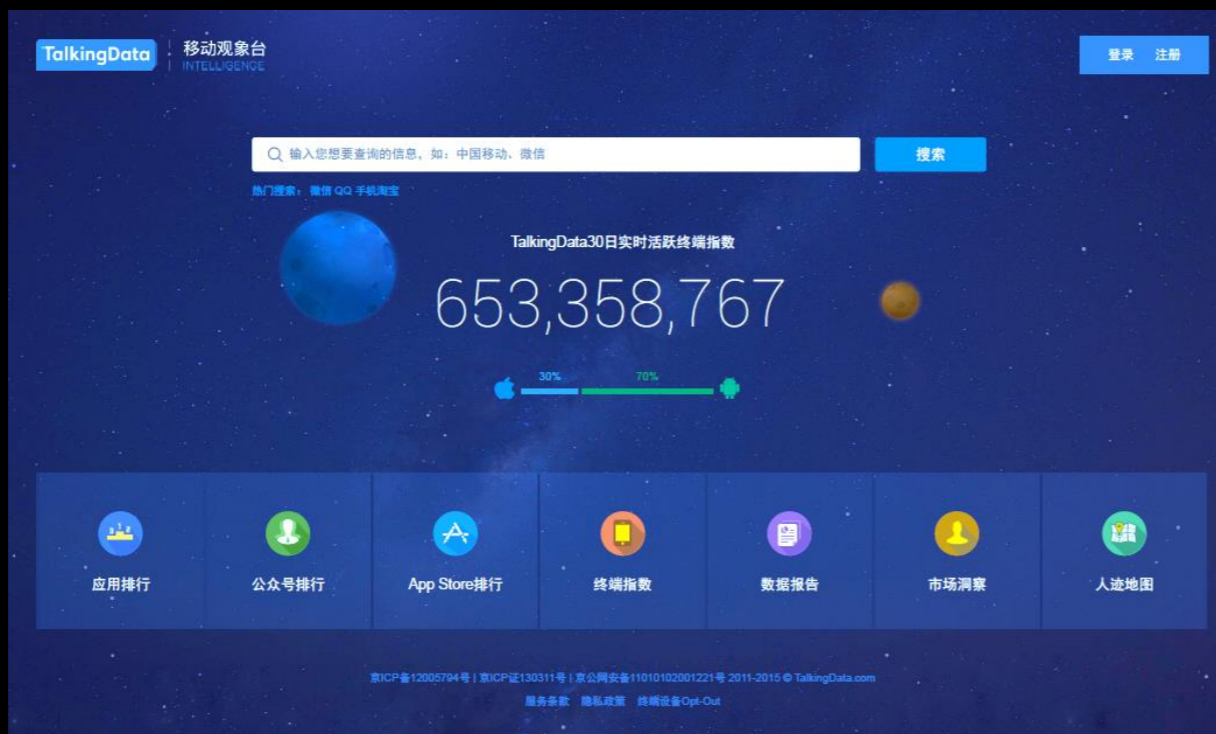 TalkingData 移动观象台
INTELLIGENCE
登录 注册
输入您想要查询的信息，如：中国移动、微信
搜索
热门搜索： 微信 QQ 手机淘宝
TalkingData30日实时活跃终端指数
653,358,767
30% 70%
应用排行 公众号排行 App Store排行 终端指数 数据报告 市场洞察 人迹地图
京ICP备12005794号 | 京ICP证130311号 | 京公网安备11010102001221号 2011-2015 © TalkingData.com
服务条款 隐私政策 终端设备Opt-Out